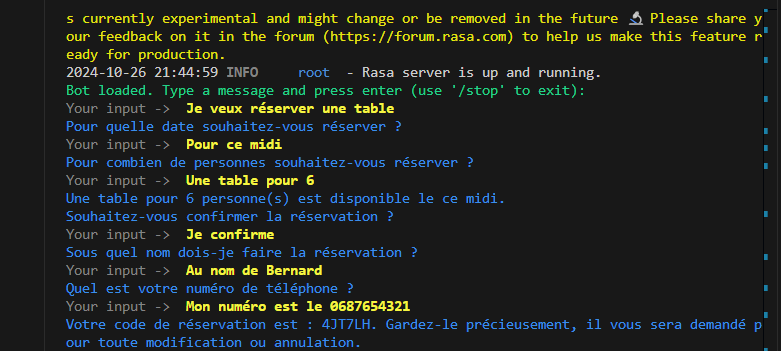 s currently experimental and might change or be removed in the future 🔬 Please share y
our feedback on it in the forum (https://forum.rasa.com) to help us make this feature r
eady for production.
2024-10-26 21:44:59 INFO     root  - Rasa server is up and running.
Bot loaded. Type a message and press enter (use '/stop' to exit):
Your input ->  Je veux réserver une table
Pour quelle date souhaitez-vous réserver ?
Your input ->  Pour ce midi
Pour combien de personnes souhaitez-vous réserver ?
Your input ->  Une table pour 6
Une table pour 6 personne(s) est disponible le ce midi.
Souhaitez-vous confirmer la réservation ?
Your input ->  Je confirme
Sous quel nom dois-je faire la réservation ?
Your input ->  Au nom de Bernard
Quel est votre numéro de téléphone ?
Your input ->  Mon numéro est le 0687654321
Votre code de réservation est : 4JT7LH. Gardez-le précieusement, il vous sera demandé p
our toute modification ou annulation.